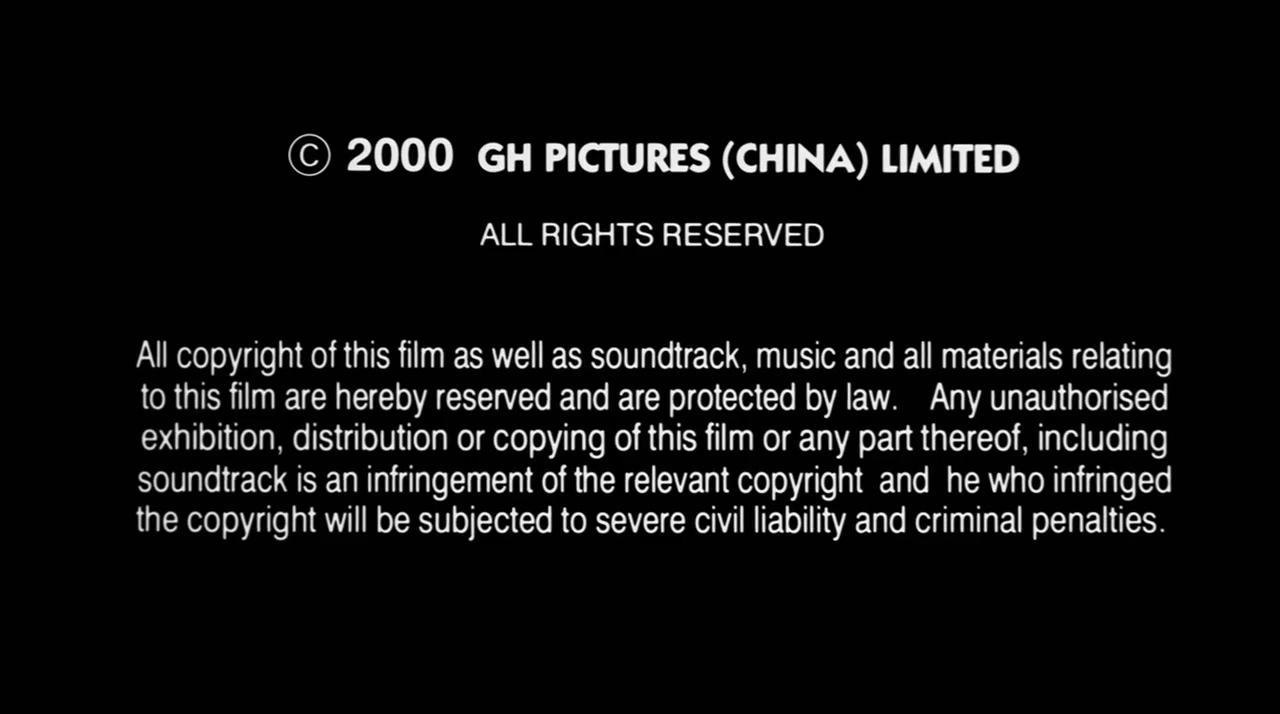 © 2000 GH PICTURES (CHINA) LIMITED
ALL RIGHTS RESERVED
All copyright of this film as well as soundtrack, music and all materials relating
to this film are hereby reserved and are protected by law. Any unauthorised
exhibition, distribution or copying of this film or any part thereof, including
soundtrack is an infringement of the relevant copyright and he who infringed
the copyright will be subjected to severe civil liability and criminal penalties.